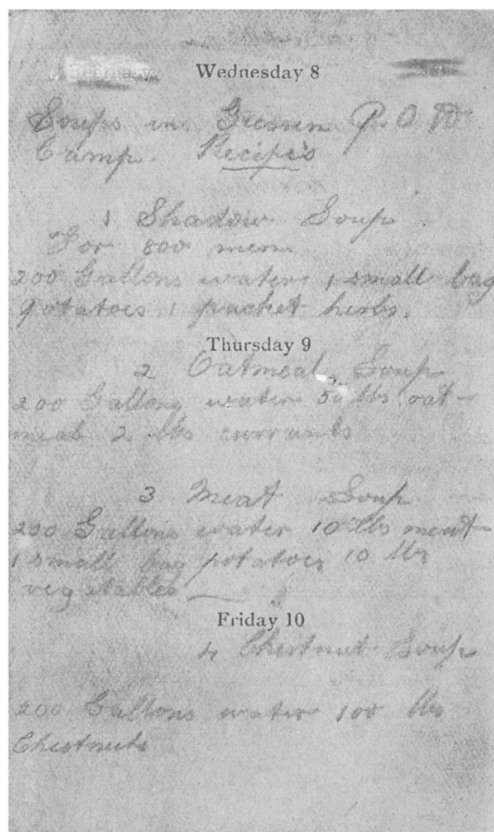 February
Wednesday 8
Soups in Giessen P.O.W
Camp. Recipes
1 Shadow Soup.
For 800 men
200 Gallons water 1 small bag
potatoes 1 packet herbs.
Thursday 9
2 Oatmeal Soup
200 Gallons water 50 lbs oat-
meal 2 lbs currants
3 Meat Soup
200 Gallons water 10 lbs meat
1 small bag potatoes 10 lbs
vegetables
Friday 10
4 Chestnut Soup
200 Gallons water 100 lbs
Chestnuts